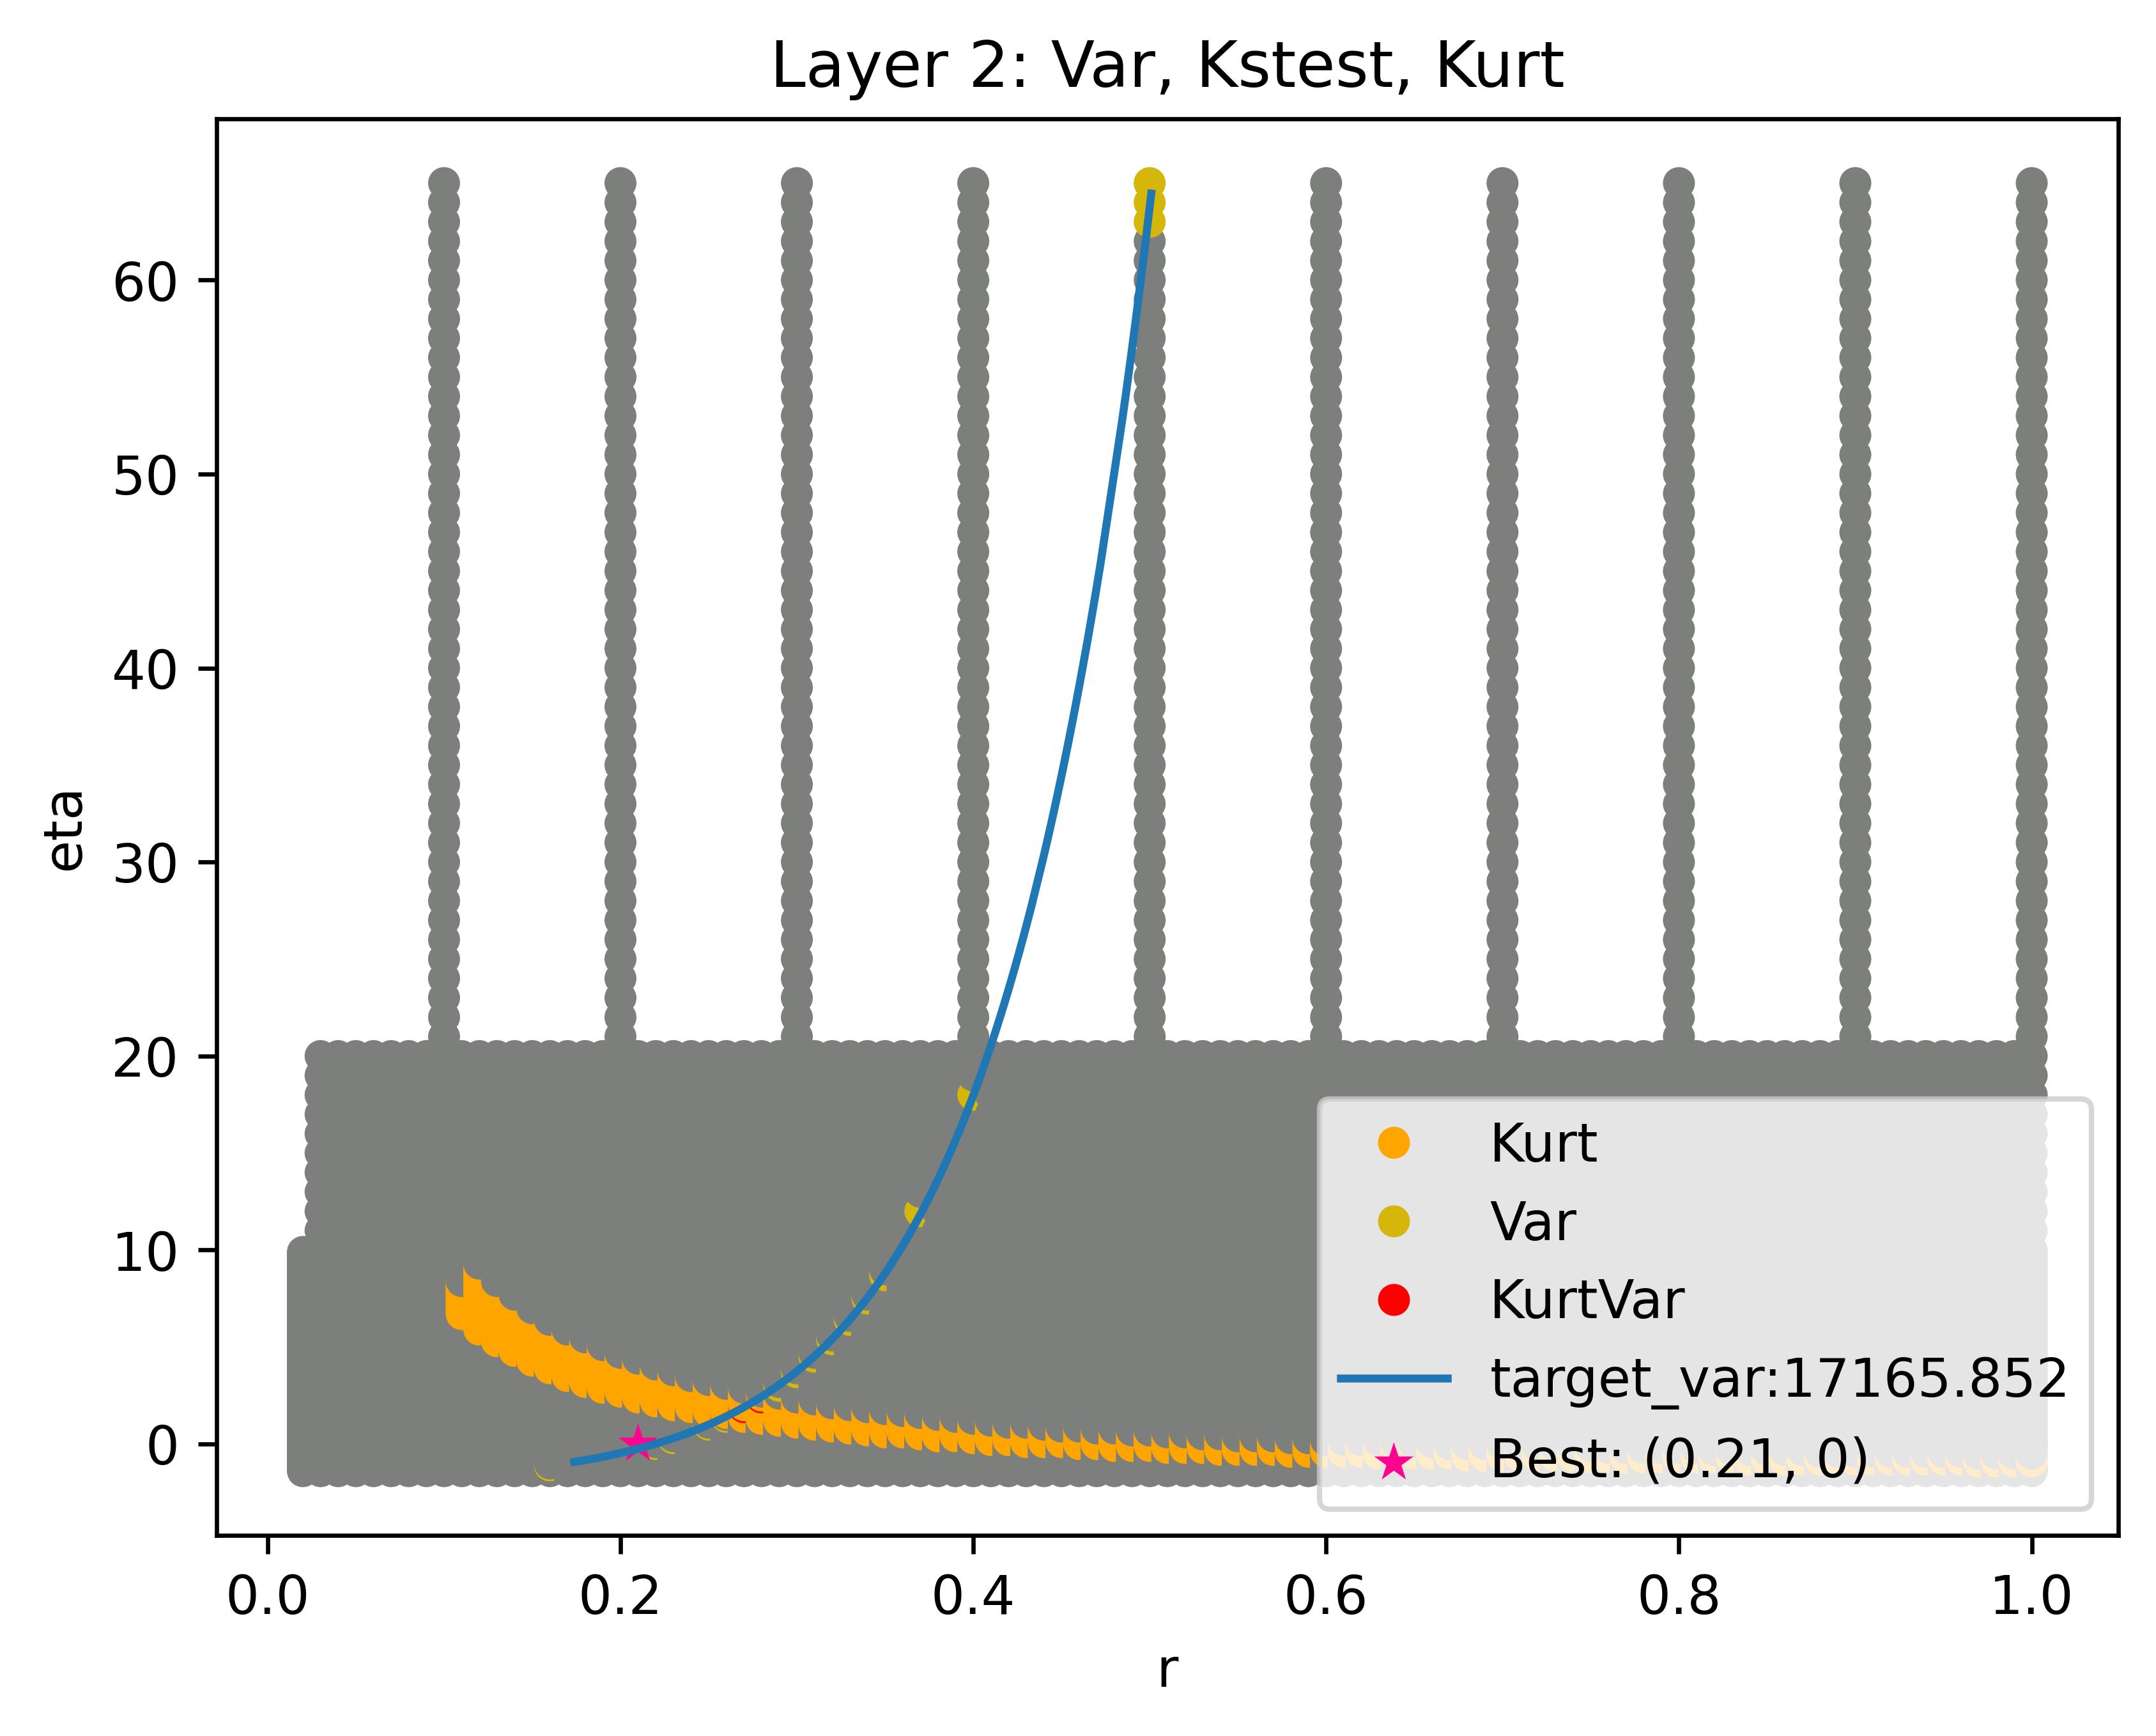 Layer 2: Var, Kstest, Kurt
eta
60
50
40
30
20
10
0
Kurt
Var
KurtVar
target_var:17165.852
Best: (0.21, 0)
0.0 0.2 0.4 0.6 0.8 1.0
r